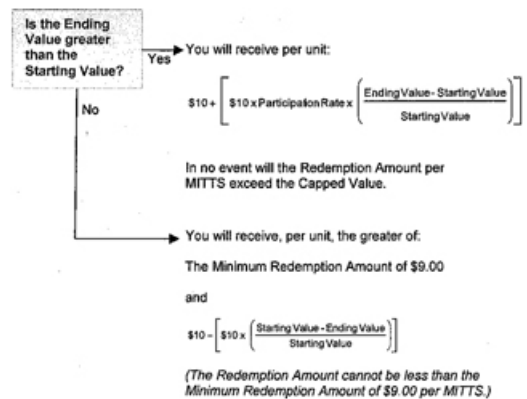 Is the Ending
Value greater
than the
Starting Value?
Yes
You will receive per unit:
$10 + [ $10 x Participation Rate x ( Ending Value - Starting Value / Starting Value ) ]
In no event will the Redemption Amount per
MITTS exceed the Capped Value.
No
You will receive, per unit, the greater of:
The Minimum Redemption Amount of $9.00
and
$10 - [ $10 x ( Starting Value - Ending Value / Starting Value ) ]
(The Redemption Amount cannot be less than the
Minimum Redemption Amount of $9.00 per MITTS.)